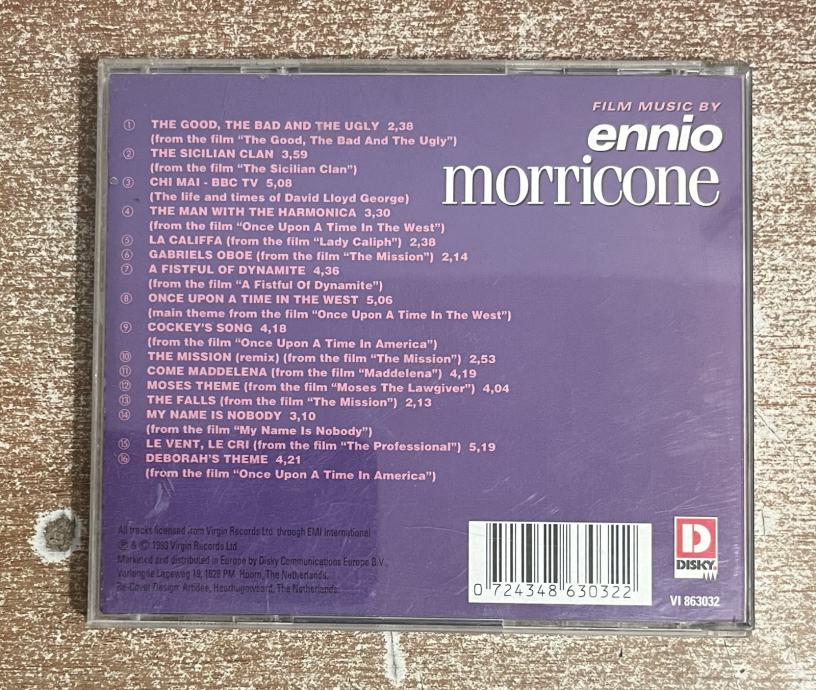 FILM MUSIC BY
ennio
morricone
① THE GOOD, THE BAD AND THE UGLY 2,38
(from the film “The Good, The Bad And The Ugly”)
② THE SICILIAN CLAN 3,59
(from the film “The Sicilian Clan”)
③ CHI MAI - BBC TV 5,08
(The life and times of David Lloyd George)
④ THE MAN WITH THE HARMONICA 3,30
(from the film “Once Upon A Time In The West”)
⑤ LA CALIFFA (from the film “Lady Caliph”) 2,38
⑥ GABRIELS OBOE (from the film “The Mission”) 2,14
⑦ A FISTFUL OF DYNAMITE 4,36
(from the film “A Fistful Of Dynamite”)
⑧ ONCE UPON A TIME IN THE WEST 5,06
(main theme from the film “Once Upon A Time In The West”)
⑨ COCKEY’S SONG 4,18
(from the film “Once Upon A Time In America”)
⑩ THE MISSION (remix) (from the film “The Mission”) 2,53
⑪ COME MADDELENA (from the film “Maddelena”) 4,19
⑫ MOSES THEME (from the film “Moses The Lawgiver”) 4,04
⑬ THE FALLS (from the film “The Mission”) 2,13
⑭ MY NAME IS NOBODY 3,10
(from the film “My Name Is Nobody”)
⑮ LE VENT, LE CRI (from the film “The Professional”) 5,19
⑯ DEBORAH’S THEME 4,21
(from the film “Once Upon A Time In America”)
All tracks licensed from Virgin Records Ltd. through EMI International
℗ & © 1993 Virgin Records Ltd.
Marketed and distributed in Europe by Disky Communications Europe B.V.,
Lageweg 19, 1628 PM Hoorn, The Netherlands.
Re-Cover Design: Artidee, The Netherlands.
0 724348 630322
D
DISKY
VI 863032